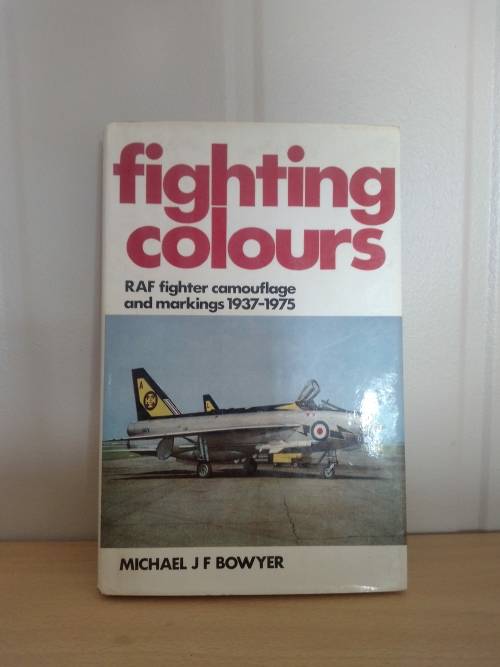 fighting
colours
RAF fighter camouflage
and markings 1937-1975
A
MICHAEL J F BOWYER